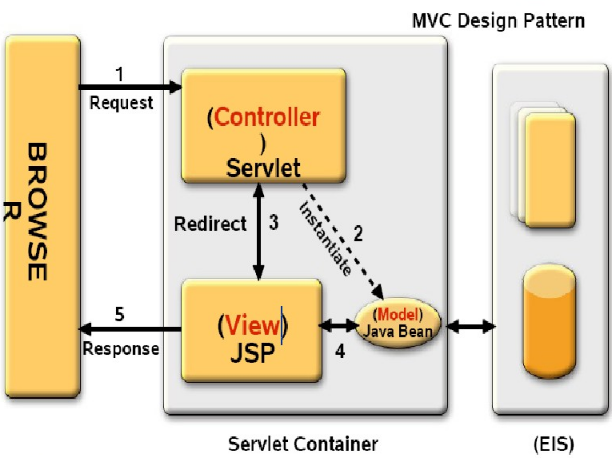 MVC Design Pattern
BROWSE
R
1
Request
(Controller
)
Servlet
Redirect
3
2
Instantiate
5
Response
(View)
JSP
4
(Model)
Java Bean
Servlet Container
(EIS)